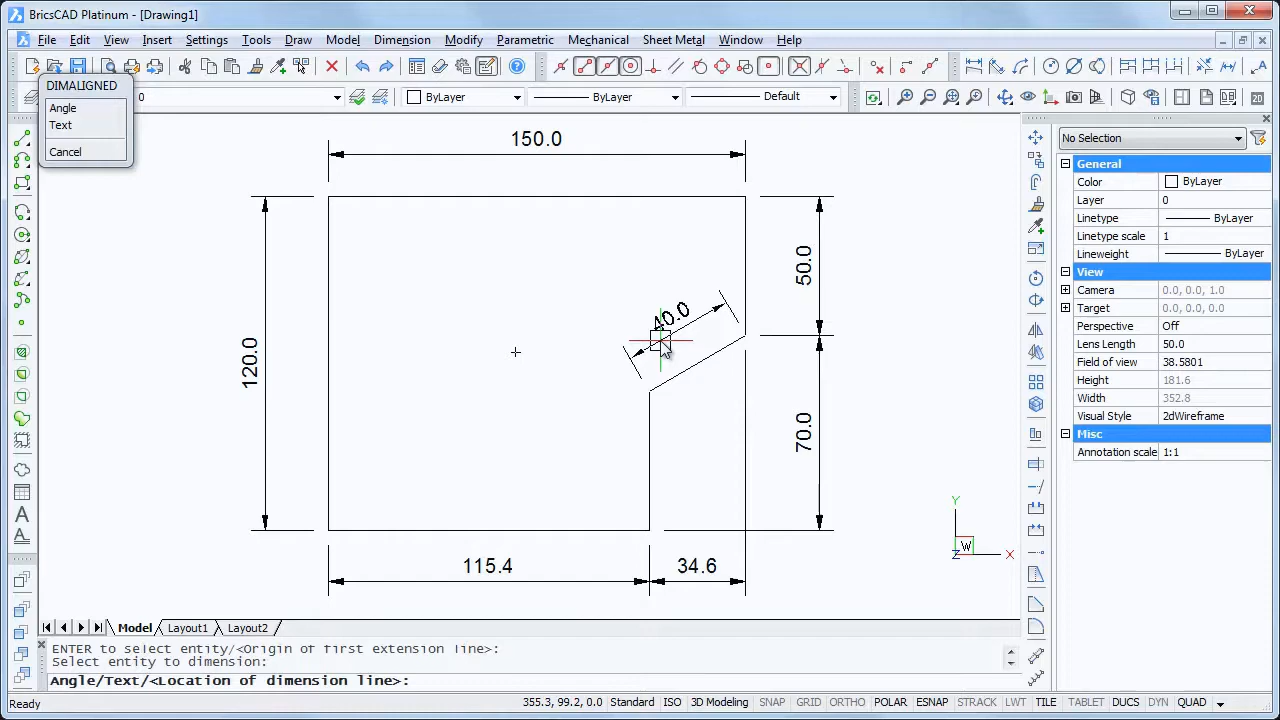 BricsCAD Platinum - [Drawing1]
File Edit View Insert Settings Tools Draw Model Dimension Modify Parametric Mechanical Sheet Metal Window Help
DIMALIGNED
Angle
Text
Cancel
0
ByLayer
ByLayer
Default
2D
150.0
120.0
40.0
50.0
70.0
115.4
34.6
Y
W
Z
X
No Selection
General
Color ByLayer
Layer 0
Linetype ByLayer
Linetype scale 1
Lineweight ByLayer
View
Camera 0.0, 0.0, 1.0
Target 0.0, 0.0, 0.0
Perspective Off
Lens Length 50.0
Field of view 38.5801
Height 181.6
Width 352.8
Visual Style 2dWireframe
Misc
Annotation scale 1:1
A
A
Model Layout1 Layout2
ENTER to select entity/<Origin of first extension line>:
Select entity to dimension:
Angle/Text/<Location of dimension line>:
Ready
355.3, 99.2, 0.0 Standard ISO 3D Modeling SNAP GRID ORTHO POLAR ESNAP STRACK LWT TILE TABLET DUCS DYN QUAD